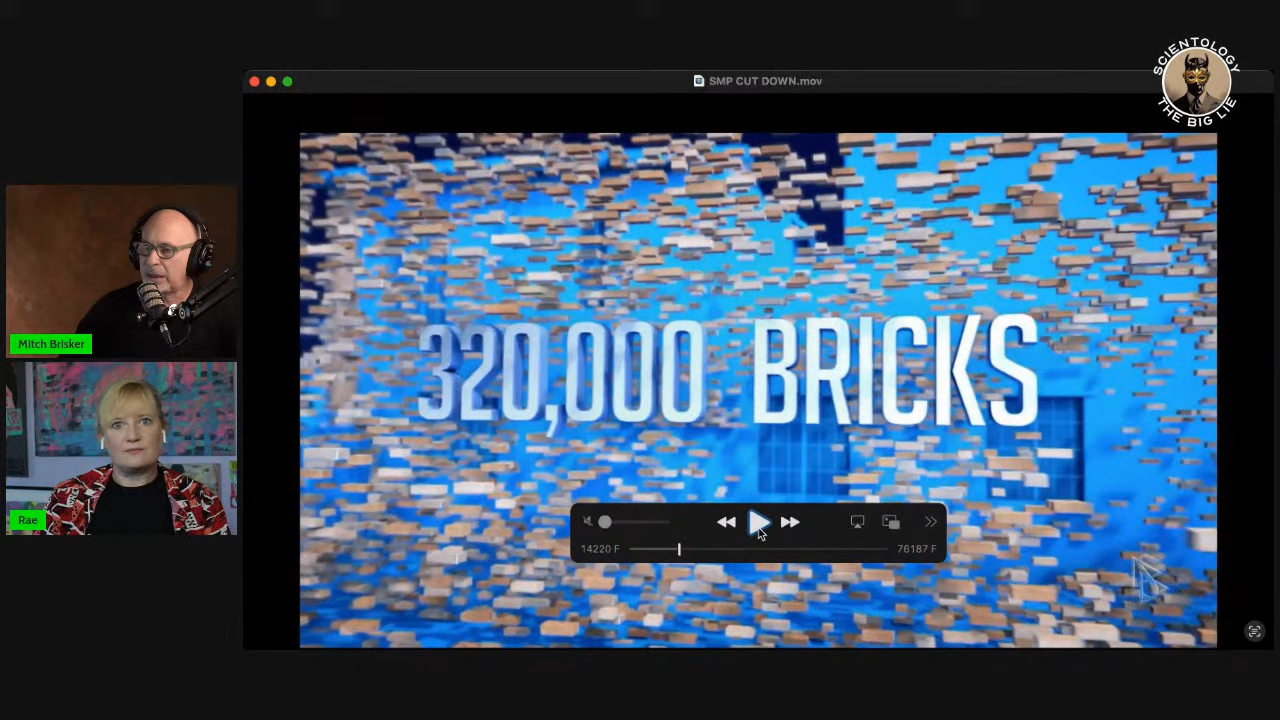 SMP CUT DOWN.mov
SCIENTOLOGY
THE BIG LIE
320,000 BRICKS
Mitch Brisker
Rae
14220 F
76187 F